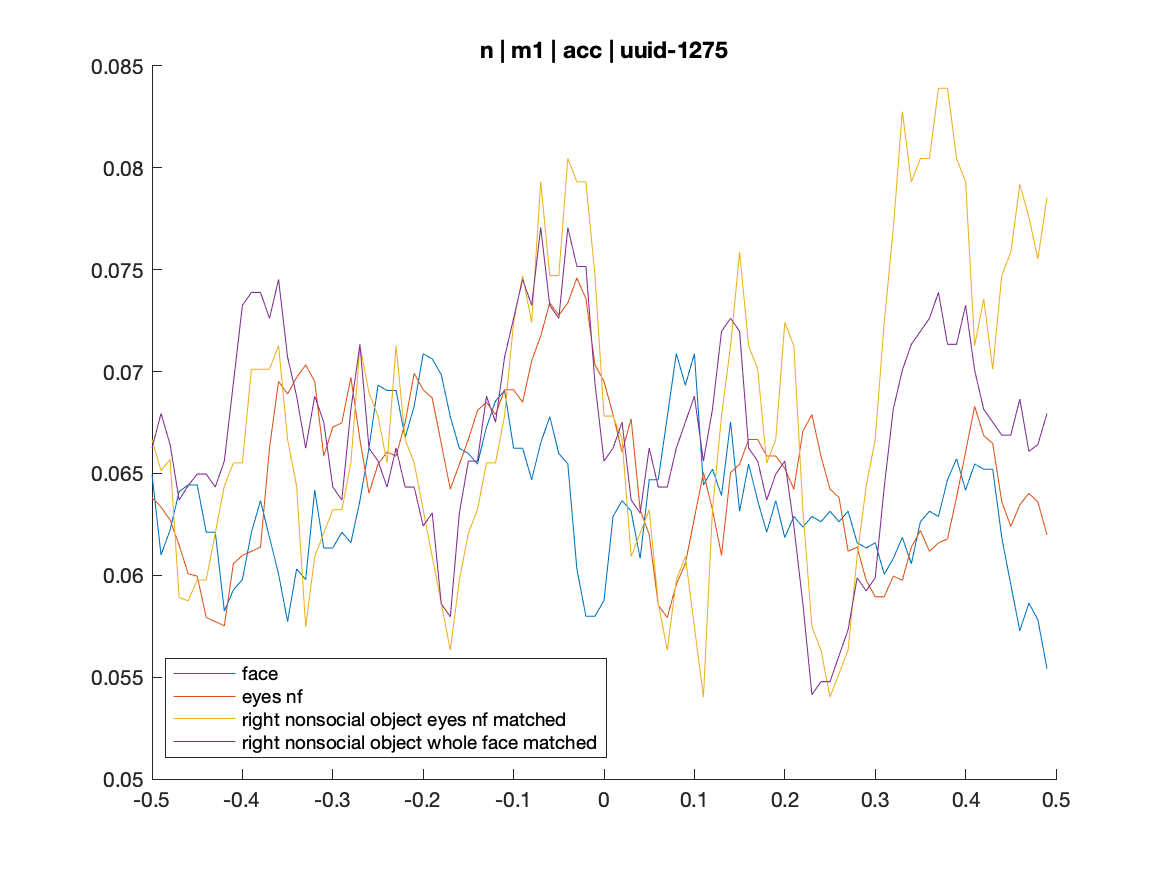 n | m1 | acc | uuid-1275
0.085
0.08
0.075
0.07
0.065
0.06
0.055
0.05
face
eyes nf
right nonsocial object eyes nf matched
right nonsocial object whole face matched
-0.5 -0.4 -0.3 -0.2 -0.1 0 0.1 0.2 0.3 0.4 0.5